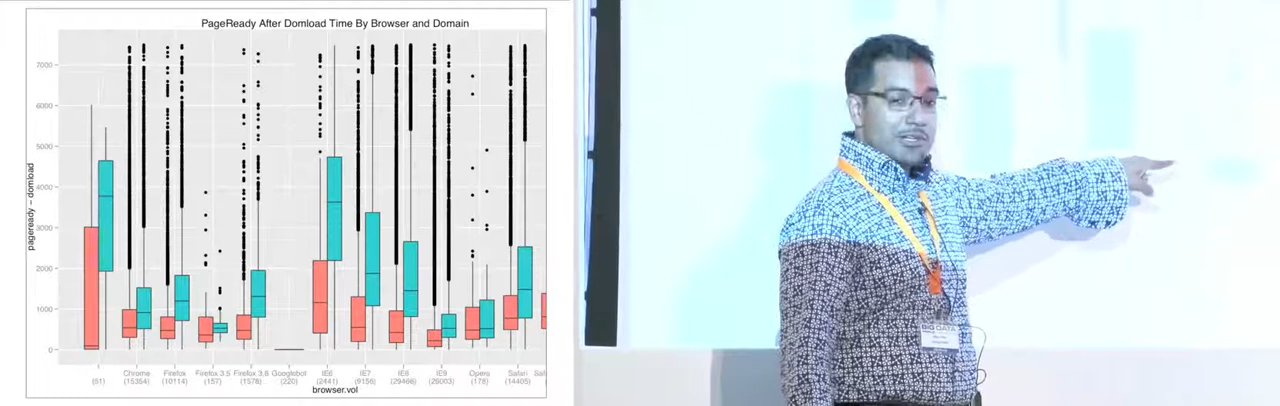 PageReady After Domload Time By Browser and Domain
pageready − domload
7000
6000
5000
4000
3000
2000
1000
0
(51)
Chrome
(15354)
Firefox
(10114)
Firefox 3.5
(157)
Firefox 3.6
(1578)
Googlebot
(220)
IE6
(2441)
IE7
(9156)
IE8
(29466)
IE9
(26003)
Opera
(178)
Safari
(14405)
Safi
browser.vol
BIG DATA